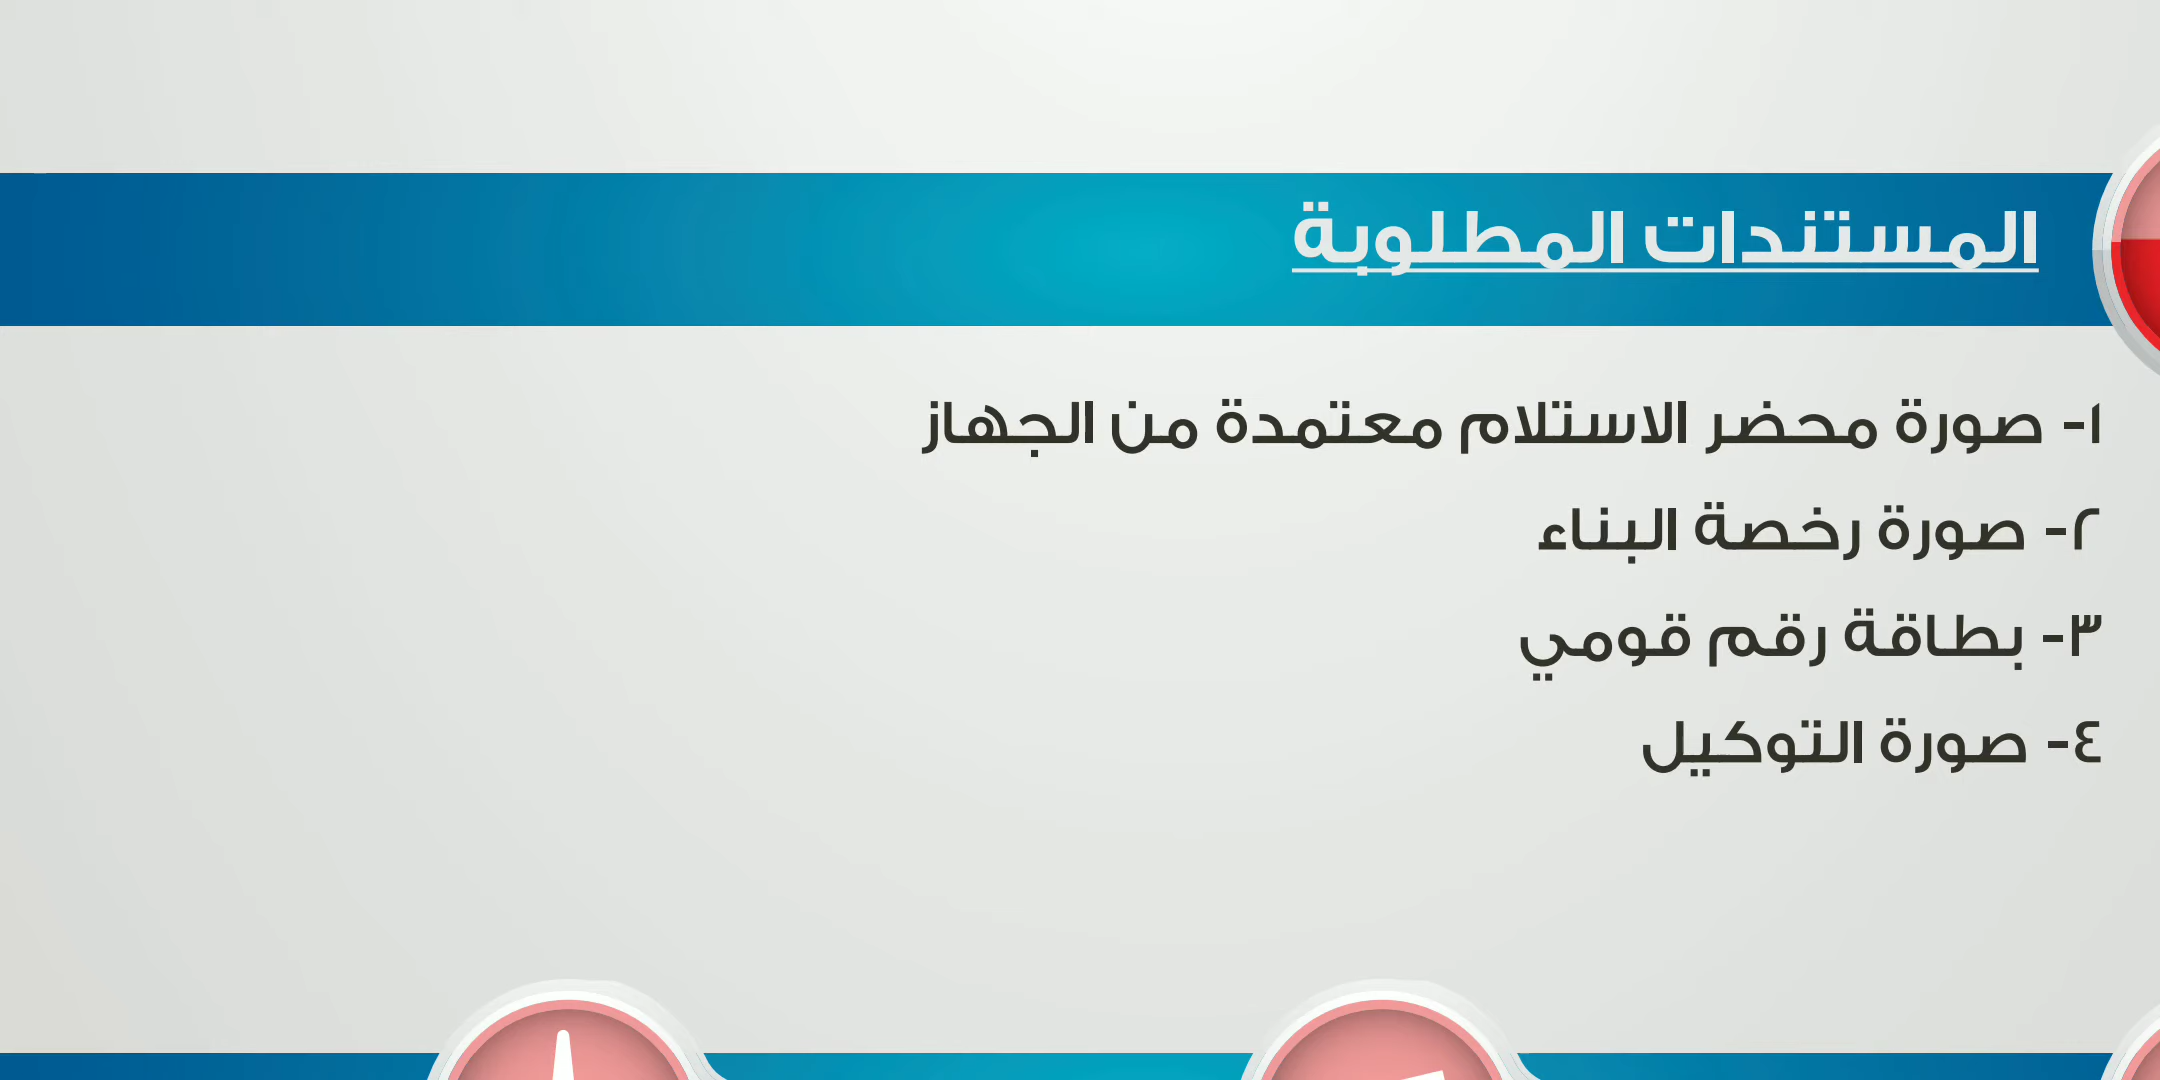 المستندات المطلوبة
١- صورة محضر الاستلام معتمدة من الجهاز
٢- صورة رخصة البناء
٣- بطاقة رقم قومي
٤- صورة التوكيل